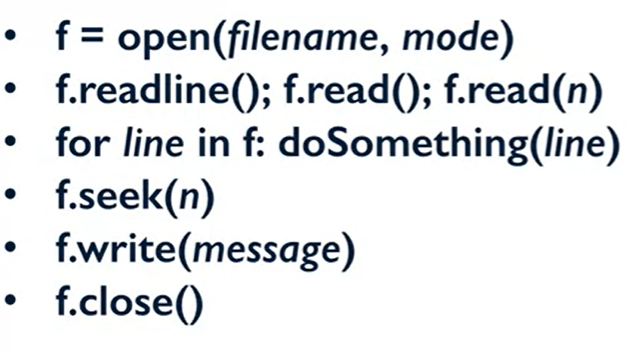 • f = open(filename, mode)
• f.readline(); f.read(); f.read(n)
• for line in f: doSomething(line)
• f.seek(n)
• f.write(message)
• f.close()